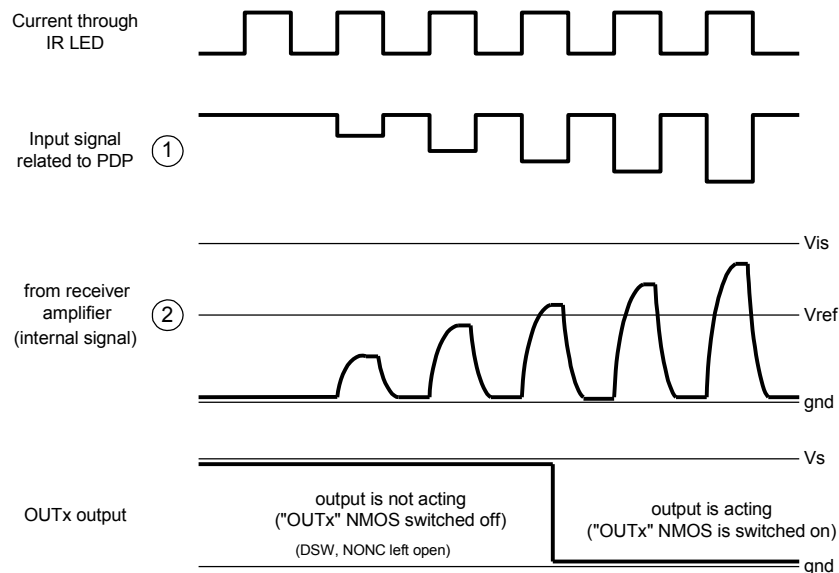 Current through
IR LED
Input signal
related to PDP
1
Vis
from receiver
amplifier
(internal signal)
2
Vref
gnd
Vs
OUTx output
output is not acting
("OUTx" NMOS switched off)
(DSW, NONC left open)
output is acting
("OUTx" NMOS is switched on)
gnd